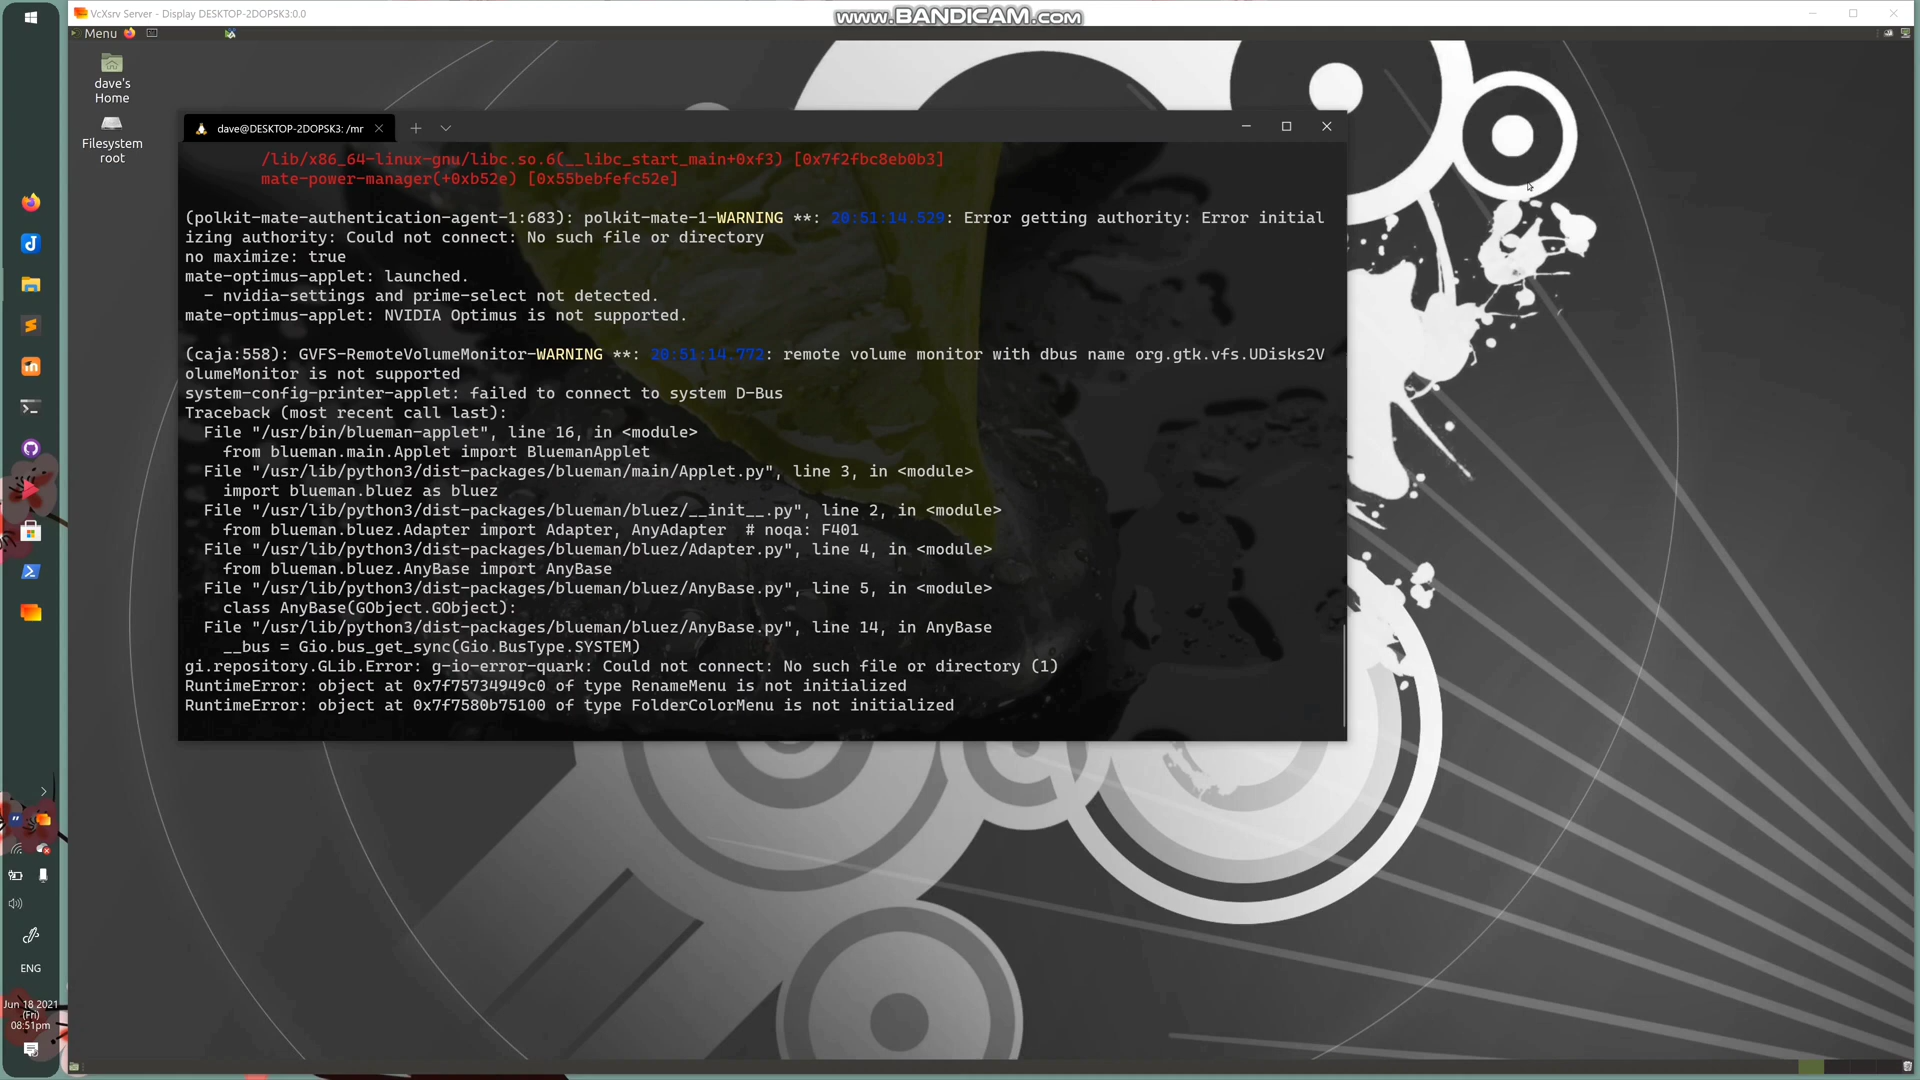 VcXsrv Server - Display DESKTOP-2DOPSK3:0.0
www.BANDICAM.com
Menu
dave's
Home
Filesystem
root
dave@DESKTOP-2DOPSK3: /mr
/lib/x86_64-linux-gnu/libc.so.6(__libc_start_main+0xf3) [0x7f2fbc8eb0b3]
mate-power-manager(+0xb52e) [0x55bebfefc52e]
(polkit-mate-authentication-agent-1:683): polkit-mate-1-WARNING **: 20:51:14.529: Error getting authority: Error initial
izing authority: Could not connect: No such file or directory
no maximize: true
mate-optimus-applet: launched.
- nvidia-settings and prime-select not detected.
mate-optimus-applet: NVIDIA Optimus is not supported.
(caja:558): GVFS-RemoteVolumeMonitor-WARNING **: 20:51:14.772: remote volume monitor with dbus name org.gtk.vfs.UDisks2V
olumeMonitor is not supported
system-config-printer-applet: failed to connect to system D-Bus
Traceback (most recent call last):
File "/usr/bin/blueman-applet", line 16, in <module>
from blueman.main.Applet import BluemanApplet
File "/usr/lib/python3/dist-packages/blueman/main/Applet.py", line 3, in <module>
import blueman.bluez as bluez
File "/usr/lib/python3/dist-packages/blueman/bluez/__init__.py", line 2, in <module>
from blueman.bluez.Adapter import Adapter, AnyAdapter  # noqa: F401
File "/usr/lib/python3/dist-packages/blueman/bluez/Adapter.py", line 4, in <module>
from blueman.bluez.AnyBase import AnyBase
File "/usr/lib/python3/dist-packages/blueman/bluez/AnyBase.py", line 5, in <module>
class AnyBase(GObject.GObject):
File "/usr/lib/python3/dist-packages/blueman/bluez/AnyBase.py", line 14, in AnyBase
__bus = Gio.bus_get_sync(Gio.BusType.SYSTEM)
gi.repository.GLib.Error: g-io-error-quark: Could not connect: No such file or directory (1)
RuntimeError: object at 0x7f75734949c0 of type RenameMenu is not initialized
RuntimeError: object at 0x7f7580b75100 of type FolderColorMenu is not initialized
ENG
Jun 18 2021
(Fri)
08:51pm